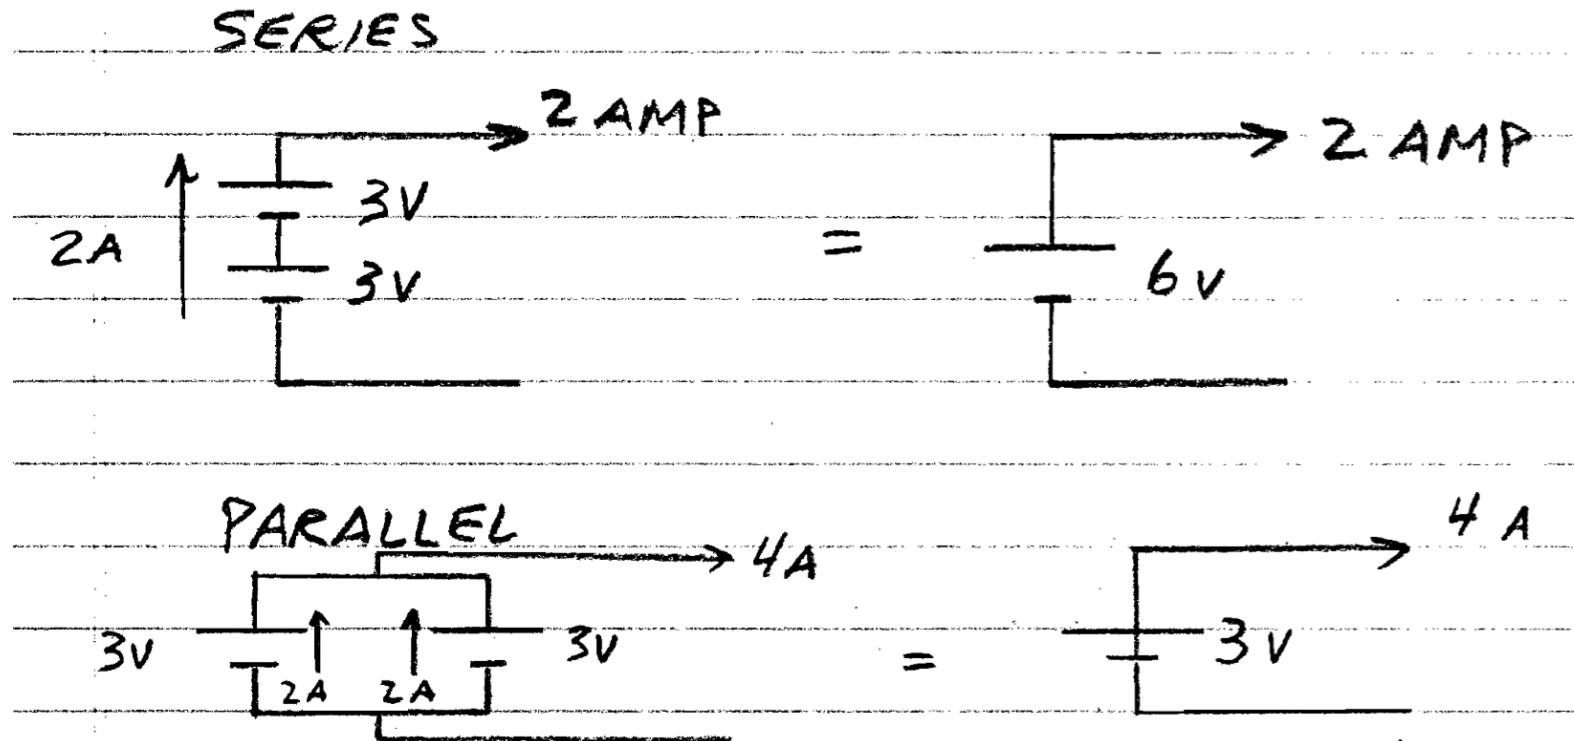 SERIES
2 AMP
2 AMP
3V
2A
=
3V
6V
PARALLEL
4A
4 A
3V
3V
=
3V
2A 2A